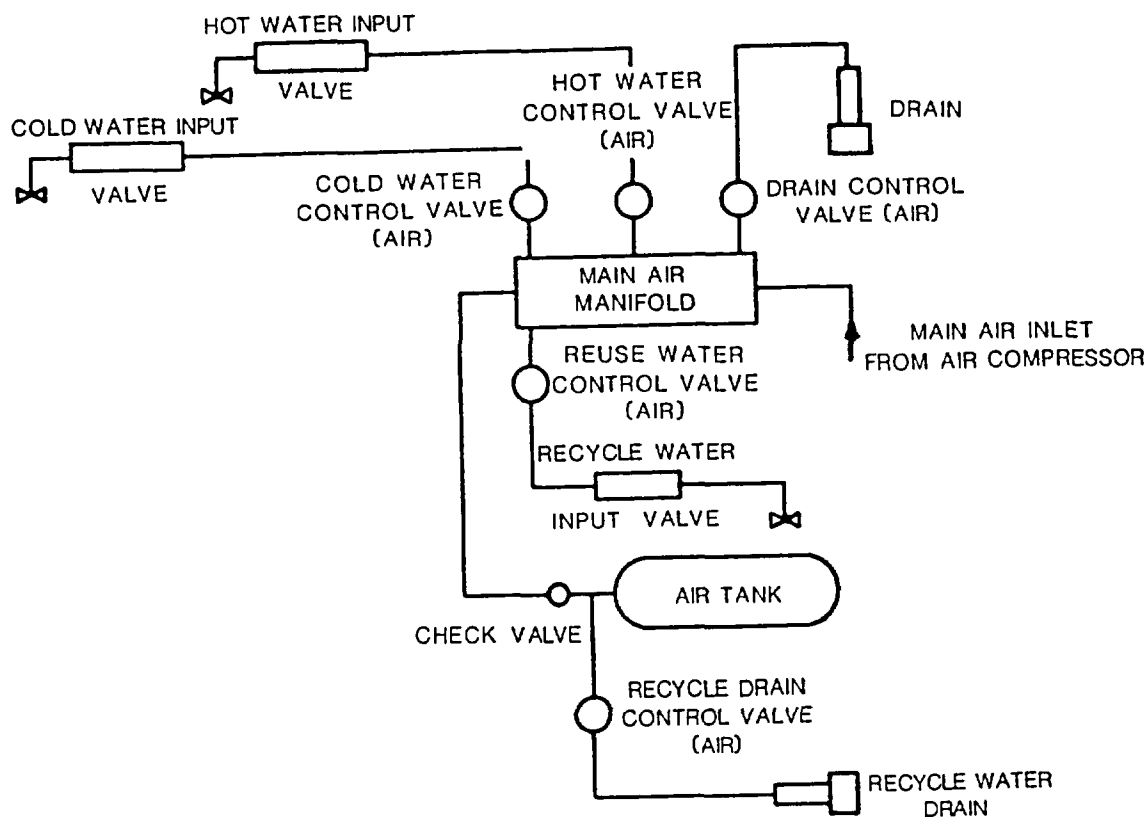 HOT WATER INPUT
VALVE
COLD WATER INPUT
VALVE
HOT WATER
CONTROL VALVE
(AIR)
DRAIN
COLD WATER
CONTROL VALVE
(AIR)
DRAIN CONTROL
VALVE (AIR)
MAIN AIR
MANIFOLD
MAIN AIR INLET
FROM AIR COMPRESSOR
REUSE WATER
CONTROL VALVE
(AIR)
RECYCLE WATER
INPUT VALVE
AIR TANK
CHECK VALVE
RECYCLE DRAIN
CONTROL VALVE
(AIR)
RECYCLE WATER
DRAIN